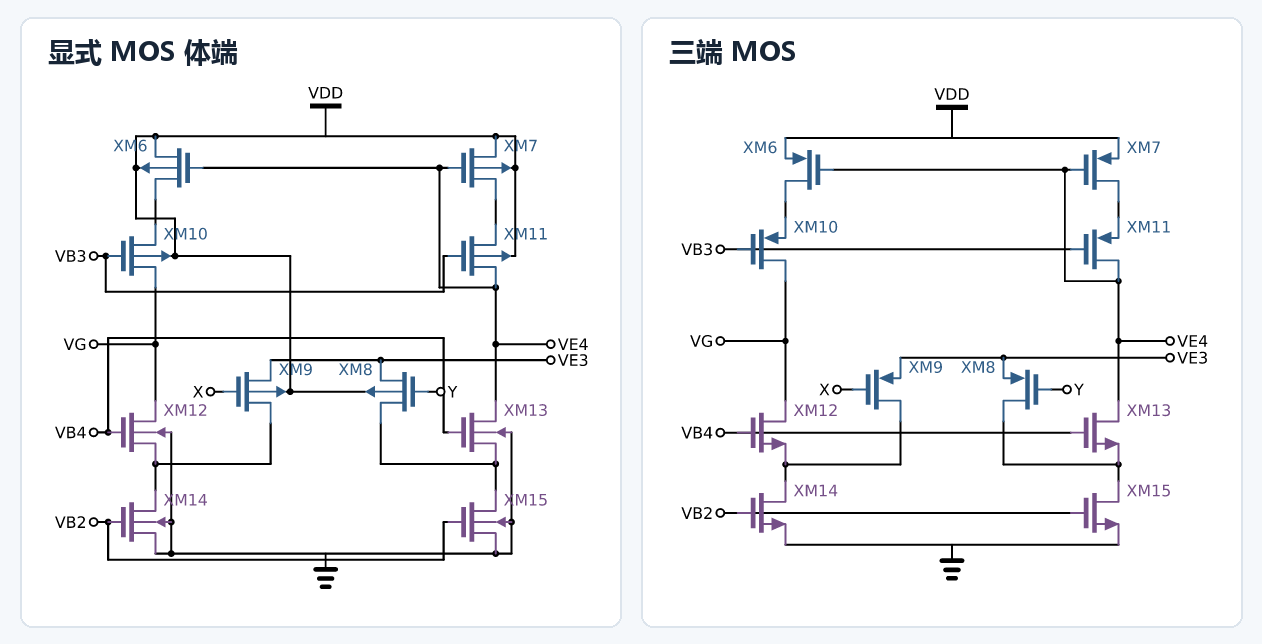 显式 MOS 体端
VDD
XM6
XM7
XM10
XM11
VB3
VG
VE4
VE3
XM9
XM8
X
Y
XM12
XM13
VB4
XM14
XM15
VB2
三端 MOS
VDD
XM6
XM7
XM10
XM11
VB3
VG
VE4
VE3
XM9
XM8
X
Y
XM12
XM13
VB4
XM14
XM15
VB2